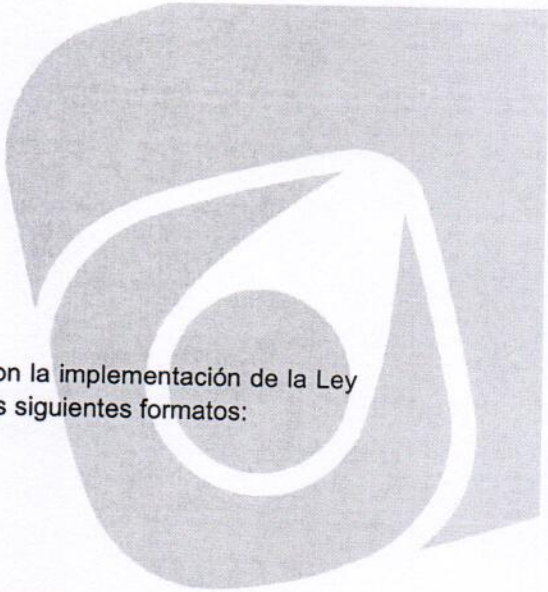 on la implementación de la Ley
s siguientes formatos: